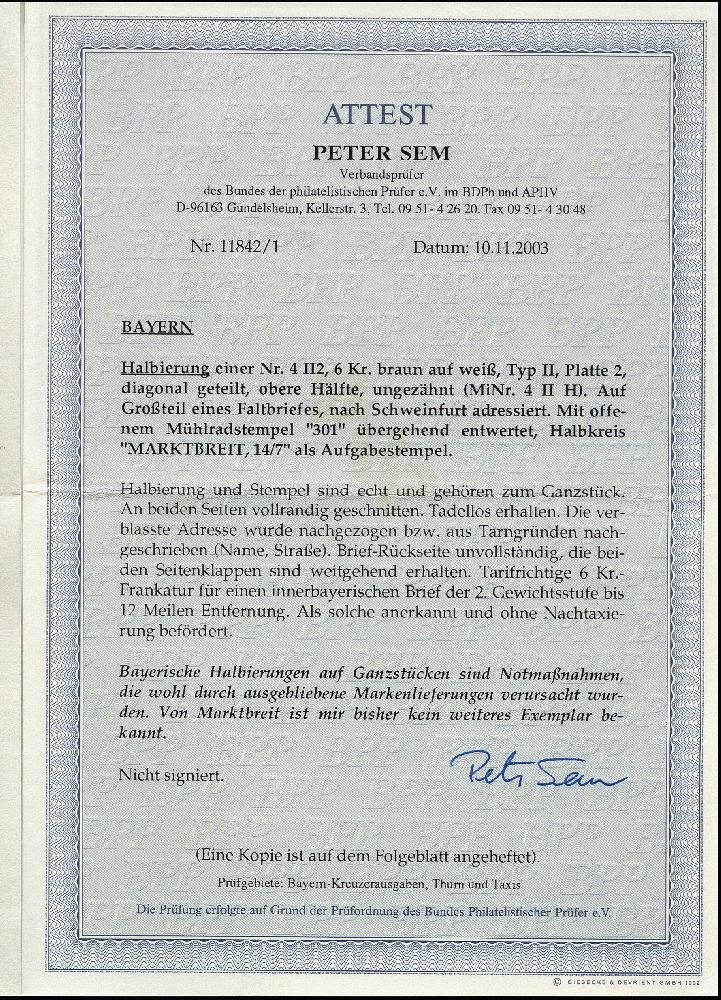 ATTEST
PETER SEM
Verbandsprüfer
des Bundes der philatelistischen Prüfer e.V. im BDPh und APHV
D-96163 Gundelsheim, Kellerstr. 3, Tel. 09 51- 4 26 20. Fax 09 51- 4 30 48
Nr. 11842/1 Datum: 10.11.2003
BAYERN
Halbierung einer Nr. 4 II2, 6 Kr. braun auf weiß, Typ II, Platte 2,
diagonal geteilt, obere Hälfte, ungezähnt (MiNr. 4 II H). Auf
Großteil eines Faltbriefes, nach Schweinfurt adressiert. Mit offe-
nem Mühlradstempel "301" übergehend entwertet, Halbkreis
"MARKTBREIT, 14/7" als Aufgabestempel.
Halbierung und Stempel sind echt und gehören zum Ganzstück.
An beiden Seiten vollrandig geschnitten. Tadellos erhalten. Die ver-
blasste Adresse wurde nachgezogen bzw. aus Tarngründen nach-
geschrieben (Name, Straße). Brief-Rückseite unvollständig, die bei-
den Seitenklappen sind weitgehend erhalten. Tarifrichtige 6 Kr.-
Frankatur für einen innerbayerischen Brief der 2. Gewichtsstufe bis
12 Meilen Entfernung. Als solche anerkannt und ohne Nachtaxie-
rung befördert.
Bayerische Halbierungen auf Ganzstücken sind Notmaßnahmen,
die wohl durch ausgebliebene Markenlieferungen verursacht wur-
den. Von Marktbreit ist mir bisher kein weiteres Exemplar be-
kannt.
Nicht signiert. Peter Sem
(Eine Kopie ist auf dem Folgeblatt angeheftet).
Prüfgebiete: Bayern-Kreuzerausgaben, Thurn und Taxis
Die Prüfung erfolgte auf Grund der Prüfordnung des Bundes Philatelistischer Prüfer e.V.
© GIESECKE & DEVRIENT GMBH 1992